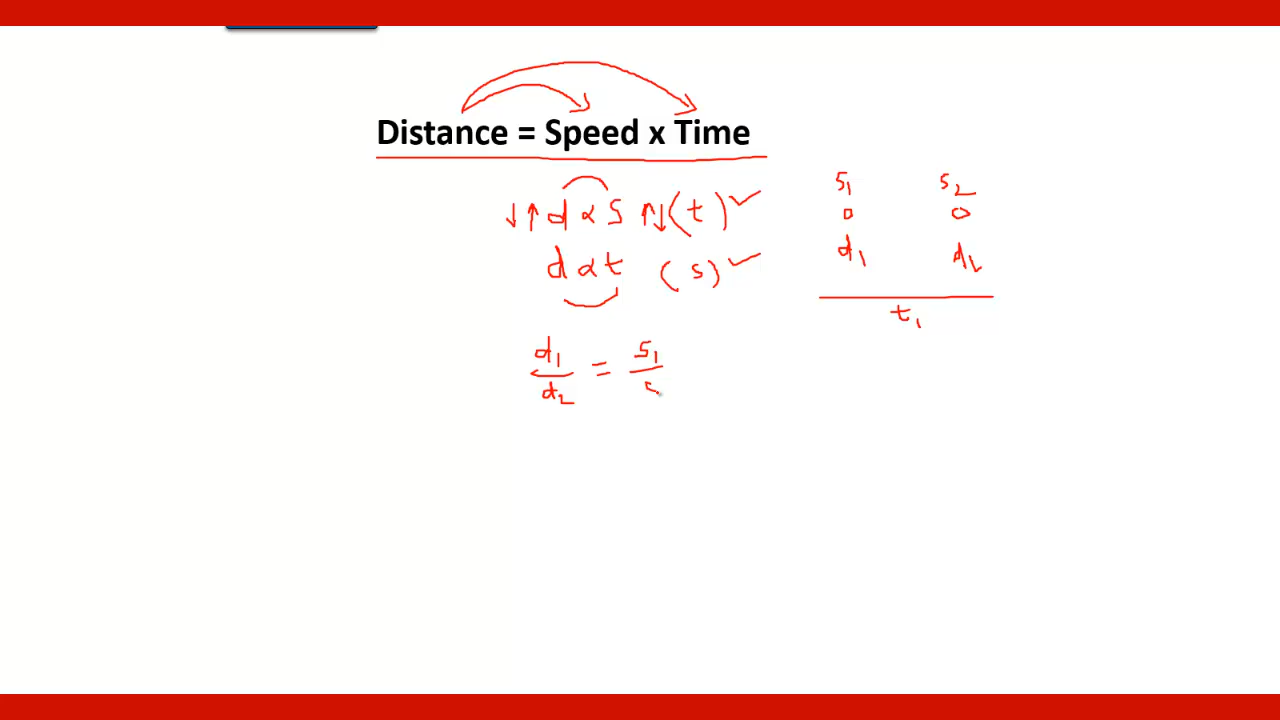 Distance = Speed x Time
↓↑ d ∝ S ↑↓ (t) ✓
d ∝ t (s) ✓
S₁ S₂
d₁ d₂
t₁
d₁/d₂ = S₁/